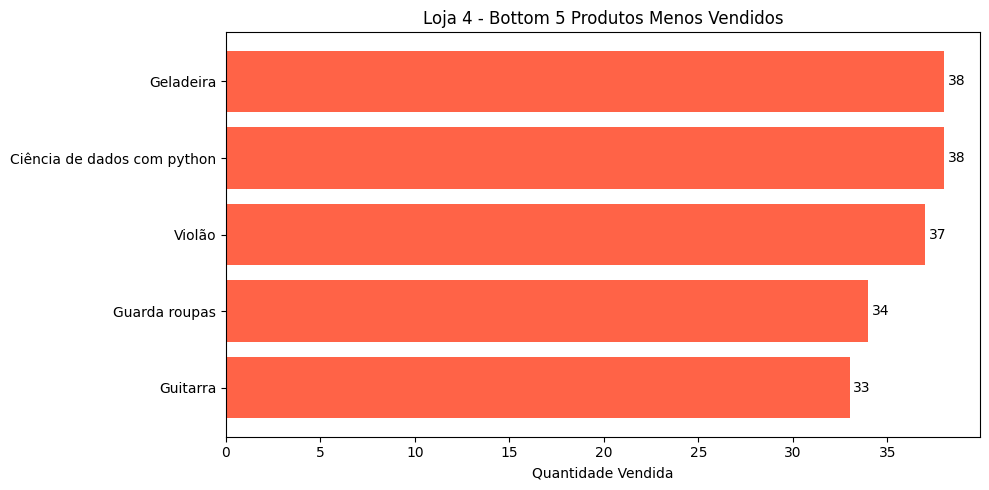 Loja 4 - Bottom 5 Produtos Menos Vendidos
Geladeira
38
Ciência de dados com python
38
Violão
37
Guarda roupas
34
Guitarra
33
0 5 10 15 20 25 30 35
Quantidade Vendida